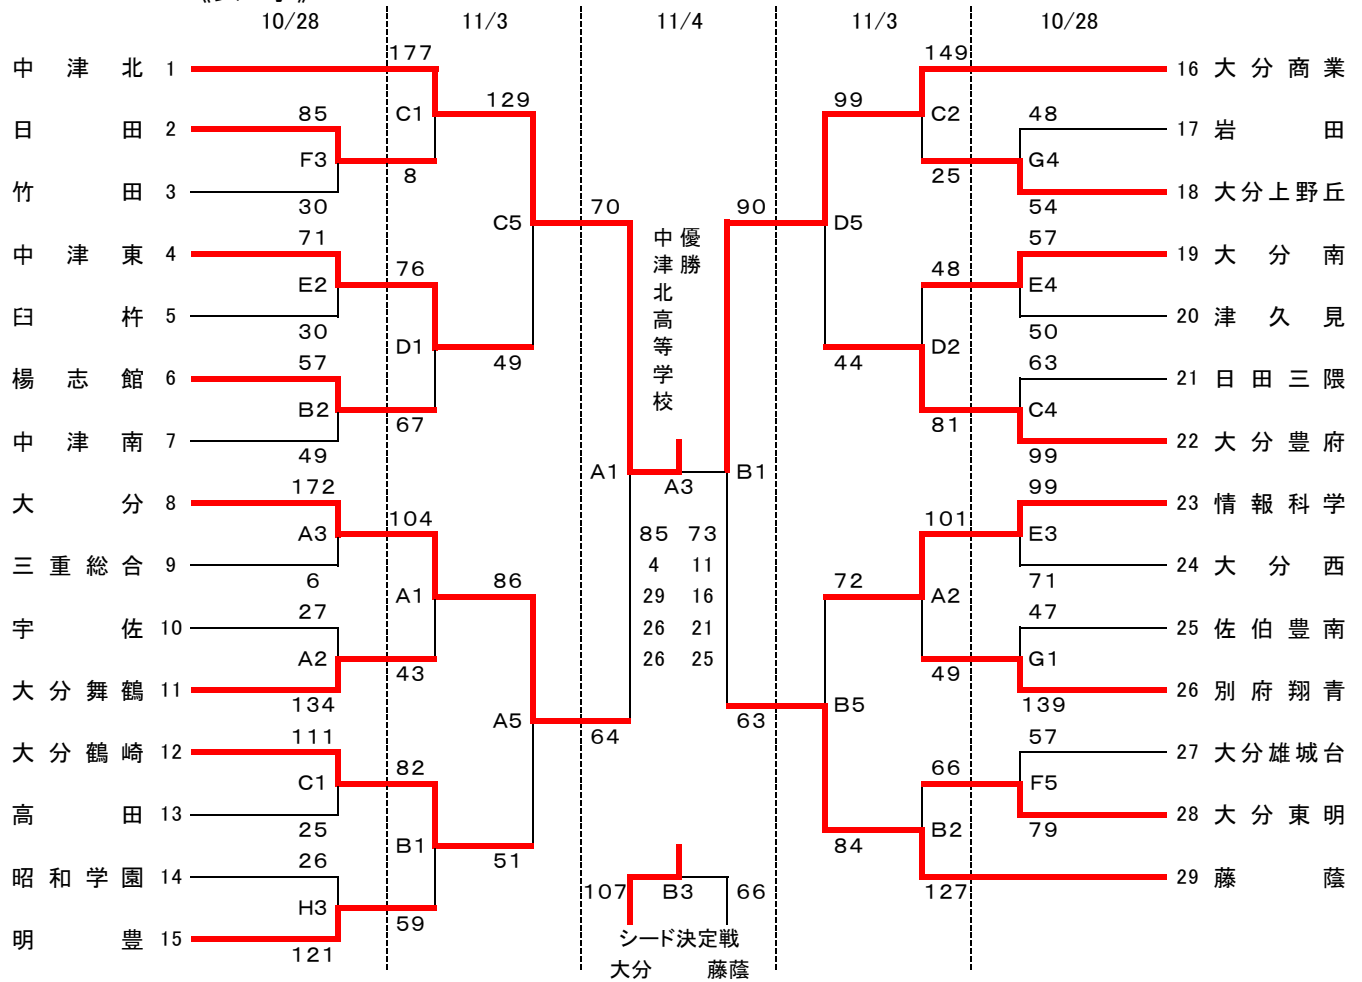 10/28 11/3 11/4 11/3 10/28
177 149
中津北 1 16 大分商業
129 99
85 C1 C2 48
日田 2 17 岩田
F3 G4
8 25
竹田 3 18 大分上野丘
30 54
70 90
71 C5 D5 57
中津東 4 優勝 19 大分南
中津北高等学校
76 48
E2 E4
臼杵 5 20 津久見
30 50
D1 D2
57 49 44 63
楊志館 6 21 日田三隈
B2 C4
67 81
中津南 7 22 大分豊府
49 99
A1 A3 B1
172 99
大分 8 23 情報科学
104 101
A3 85 73 E3
三重総合 9 4 11 24 大分西
6 86 72 71
A1 29 16 A2
27 47
宇佐 10 26 21 25 佐伯豊南
A2 26 25 G1
43 49
大分舞鶴 11 26 別府翔青
134 139
A5 B5
64 63
111 57
大分鶴崎 12 27 大分雄城台
82 66
C1 F5
高田 13 28 大分東明
25 79
B1 B2
26 51 84
昭和学園 14 29 藤蔭
107 B3 66 127
H3
59
明豊 15 シード決定戦
121
大分 藤蔭